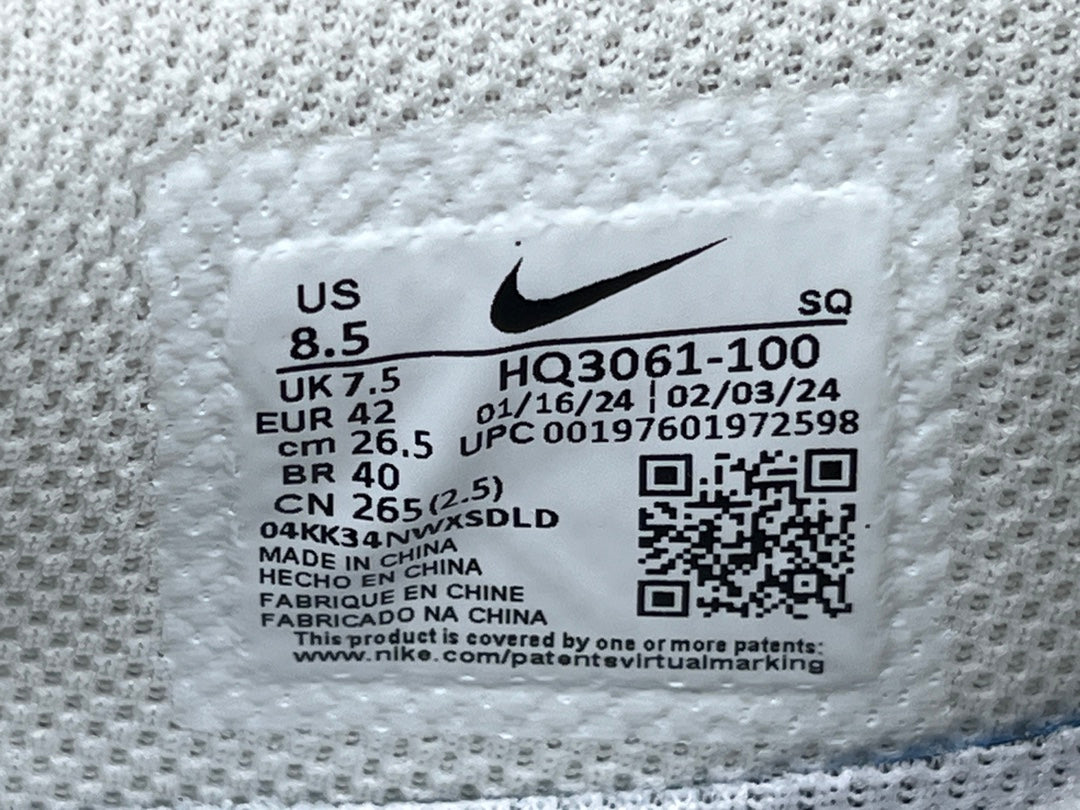 US
8.5
SQ
UK 7.5
HQ3061-100
EUR 42
01/16/24 | 02/03/24
cm 26.5
UPC 00197601972598
BR 40
CN 265(2.5)
04KK34NWXSDLD
MADE IN CHINA
HECHO EN CHINA
FABRIQUE EN CHINE
FABRICADO NA CHINA
This product is covered by one or more patents:
www.nike.com/patentsvirtualmarking